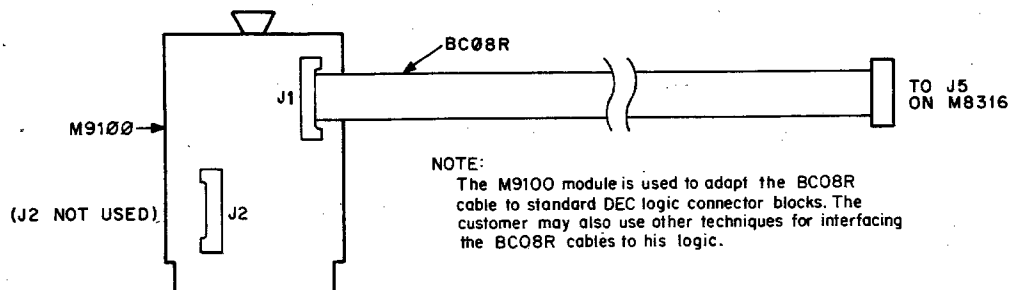 BCØ8R
J1
TO J5
ON M8316
M91ØØ
NOTE:
The M9100 module is used to adapt the BC08R
cable to standard DEC logic connector blocks. The
customer may also use other techniques for interfacing
the BC08R cables to his logic.
(J2 NOT USED)
J2